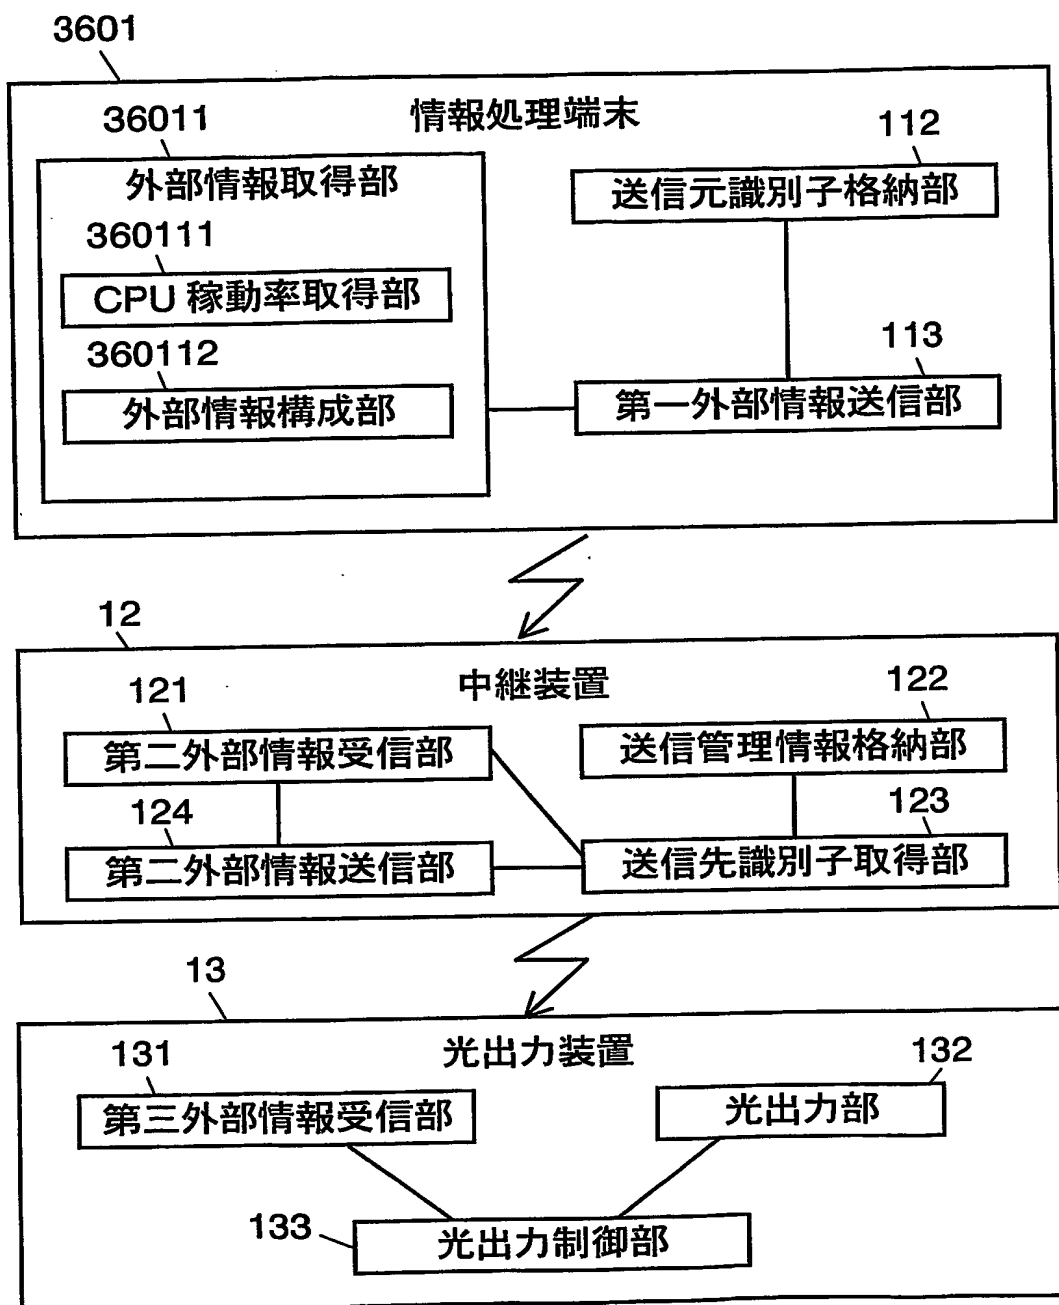 3601
情報処理端末
36011
112
外部情報取得部
送信元識別子格納部
360111
CPU 稼動率取得部
360112
113
外部情報構成部
第一外部情報送信部
12
中継装置
121
122
第二外部情報受信部
送信管理情報格納部
124
123
第二外部情報送信部
送信先識別子取得部
13
光出力装置
131
132
第三外部情報受信部
光出力部
133
光出力制御部